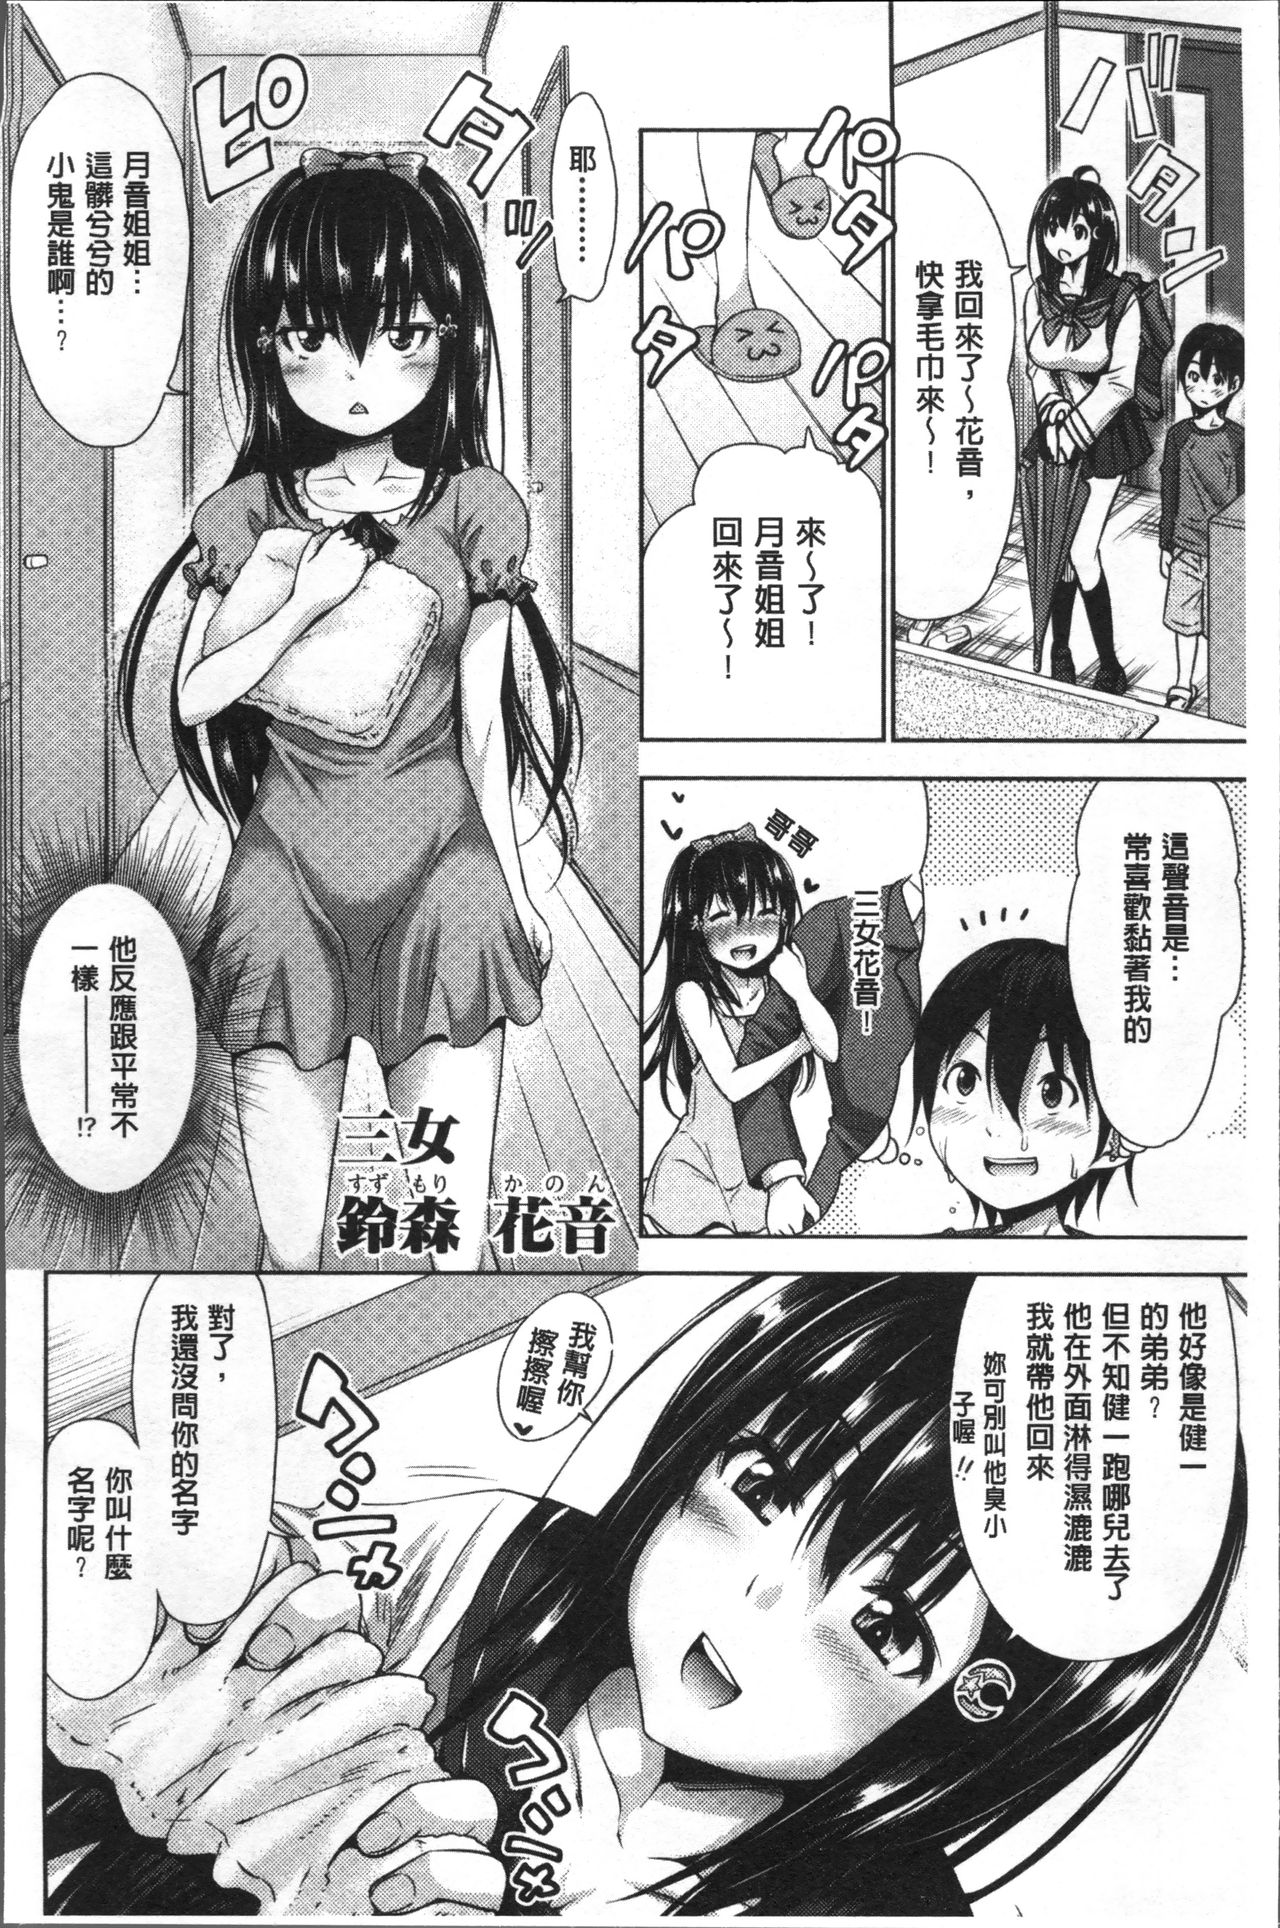 バ
タ
ン
我回來了～花音，
快拿毛巾來～！
パタ
パタ
パタ
來～了！
月音姐姐
回來了～！
耶………
ピタ
月音姐姐…
這髒兮兮的
小鬼是誰啊…？
他反應跟平常不
一樣———!?
三女
すずもり かのん
鈴森 花音
這聲音是…
常喜歡黏著我的
三女花音！
哥哥
他好像是健一
的弟弟？
但不知健一跑哪兒去了
他在外面淋得濕漉漉
我就帶他回來
妳可別叫他臭小
子喔!!
我幫你
擦擦喔
對了，
我還沒問你的名字
你叫什麼
名字呢？